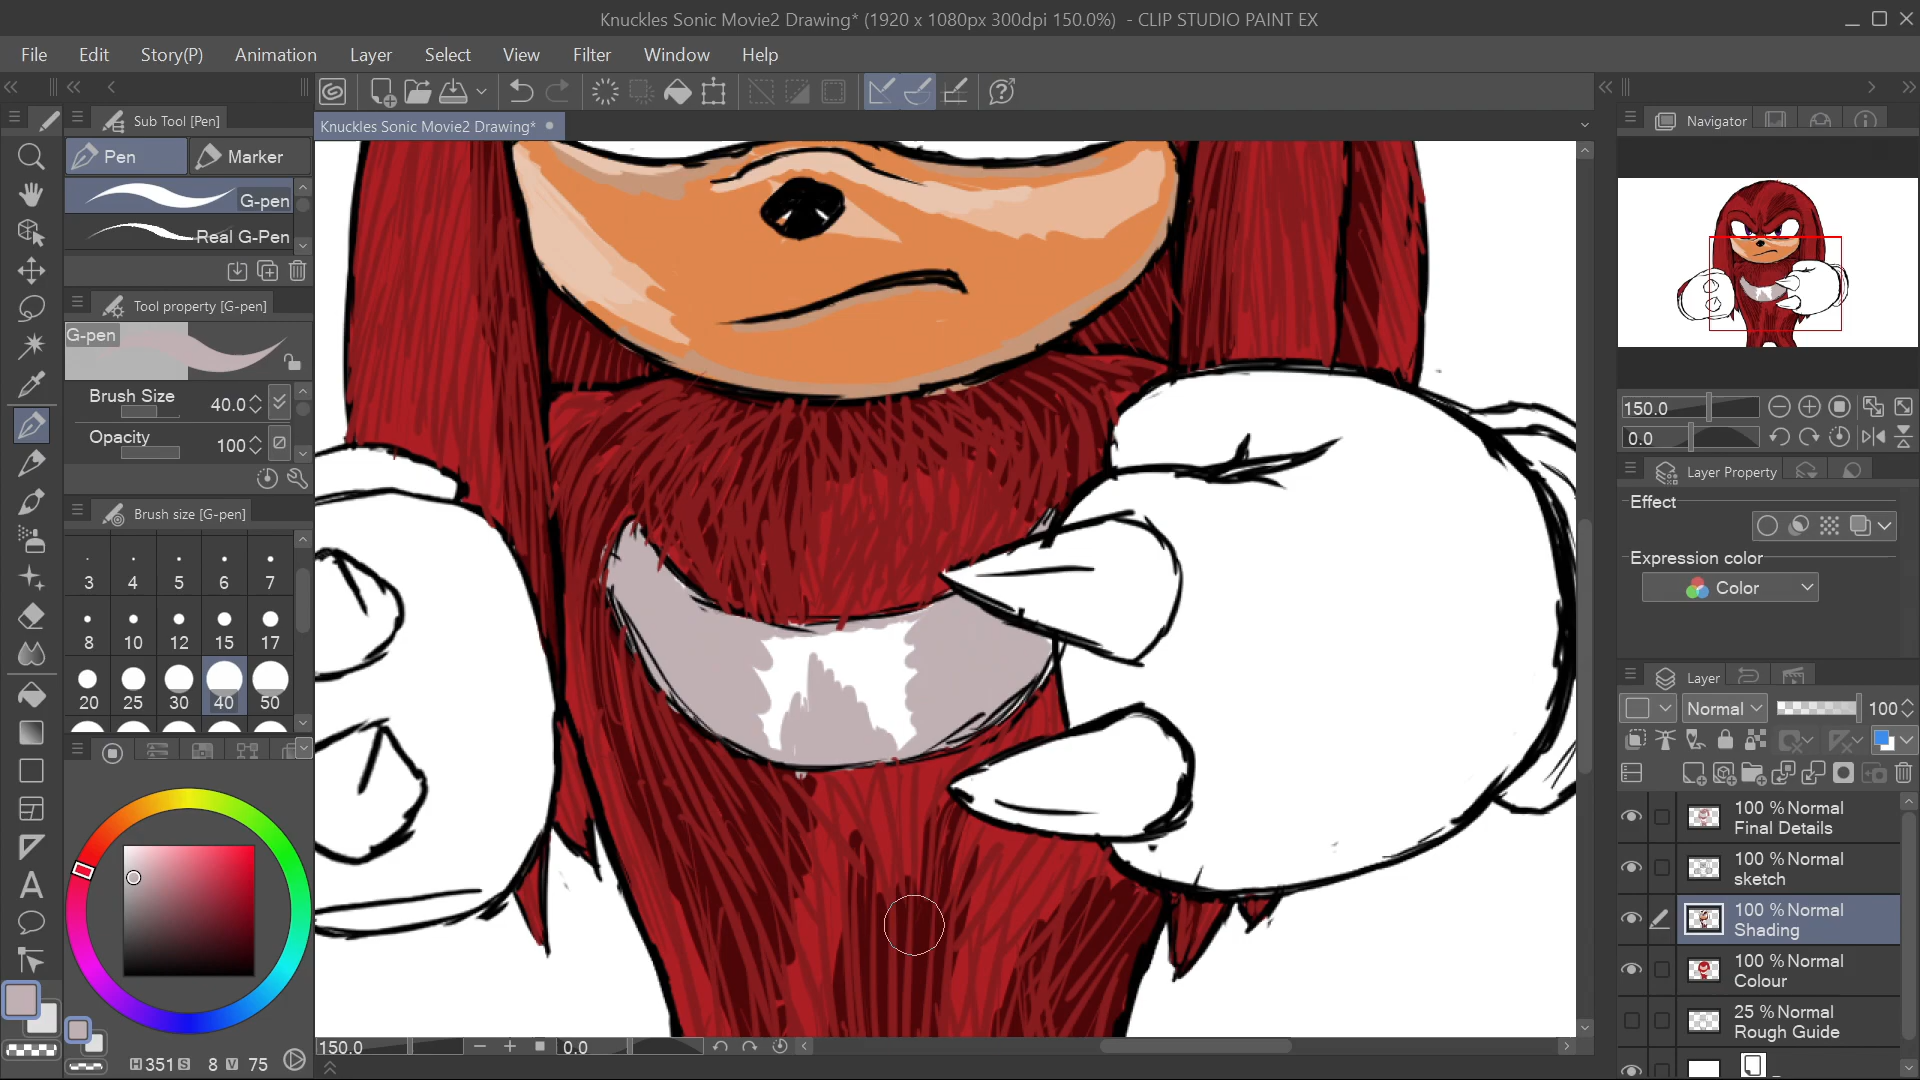 Knuckles Sonic Movie2 Drawing* (1920 x 1080px 300dpi 150.0%) - CLIP STUDIO PAINT EX
File Edit Story(P) Animation Layer Select View Filter Window Help
Sub Tool [Pen]
Pen Marker
G-pen
Real G-Pen
Tool property [G-pen]
G-pen
Brush Size 40.0
Opacity 100
Brush size [G-pen]
3 4 5 6 7
8 10 12 15 17
20 25 30 40 50
H 351 S 8 V 75
Knuckles Sonic Movie2 Drawing*
150.0 0.0
Navigator
150.0
0.0
Layer Property
Effect
Expression color
Color
Layer
Normal 100
100 % Normal
Final Details
100 % Normal
sketch
100 % Normal
Shading
100 % Normal
Colour
25 % Normal
Rough Guide